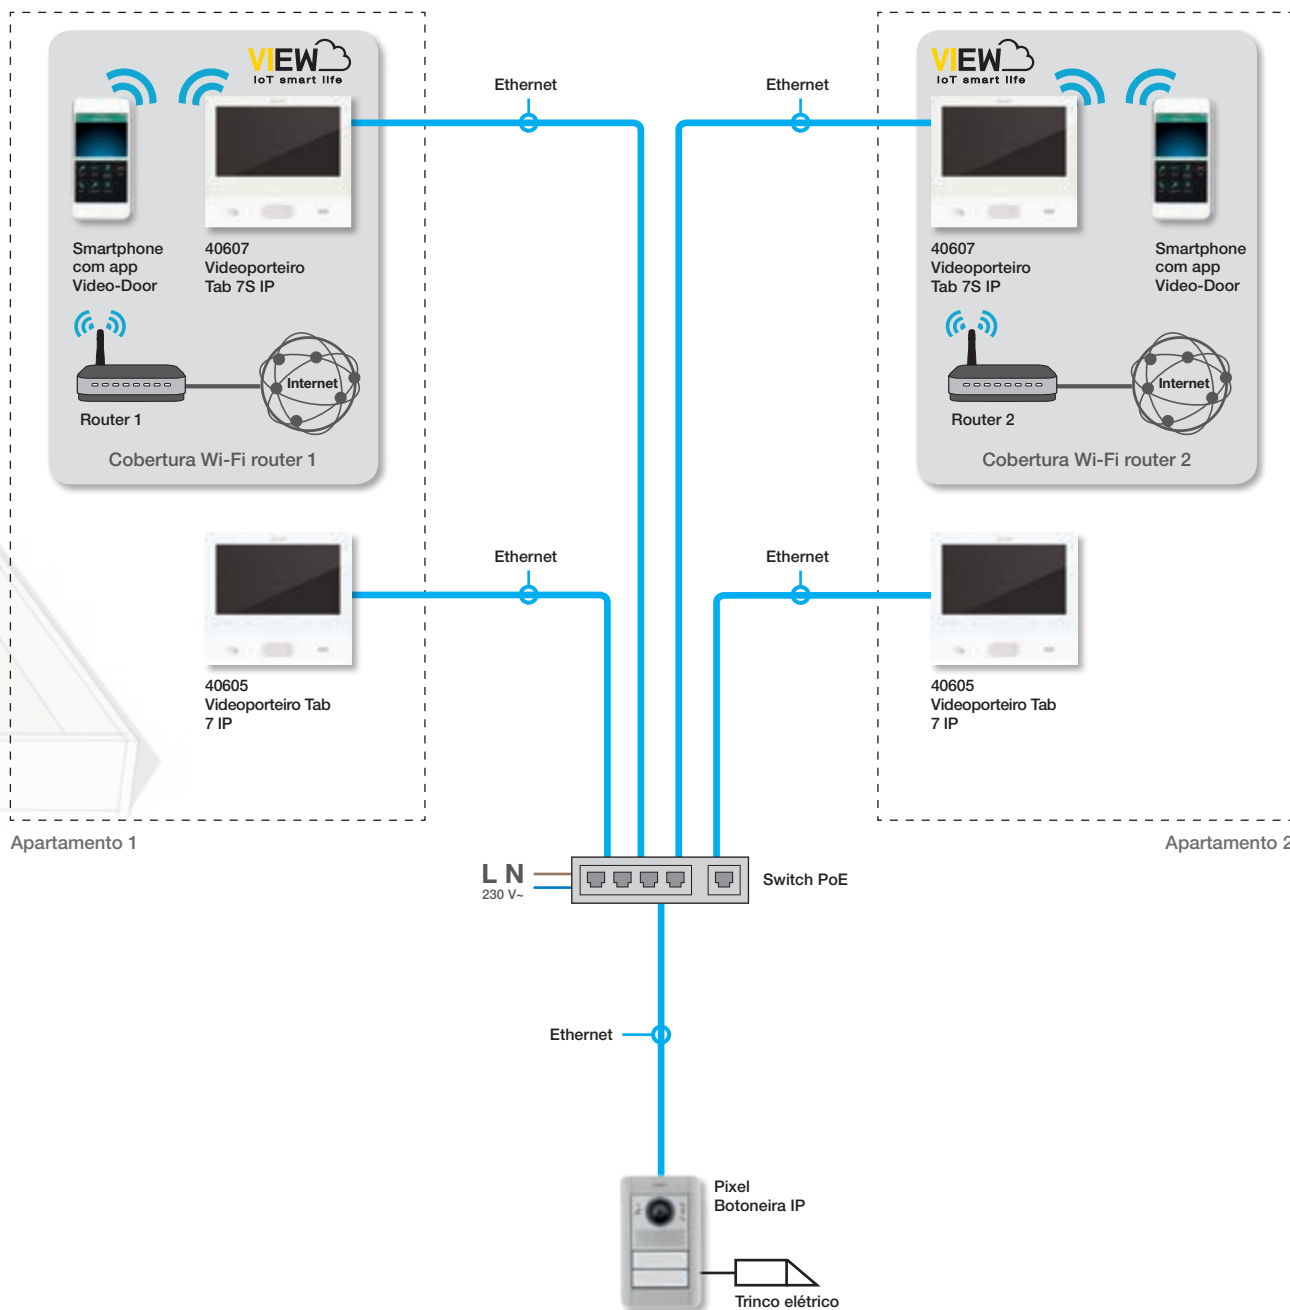 VIEW
IoT smart life
Smartphone
com app
Video-Door
40607
Videoporteiro
Tab 7S IP
Router 1
Internet
Cobertura Wi-Fi router 1
Ethernet
Ethernet
VIEW
IoT smart life
40607
Videoporteiro
Tab 7S IP
Smartphone
com app
Video-Door
Router 2
Internet
Cobertura Wi-Fi router 2
40605
Videoporteiro Tab
7 IP
Ethernet
Ethernet
40605
Videoporteiro Tab
7 IP
Apartamento 1
Apartamento 2
L N
230 V~
Switch PoE
Ethernet
Pixel
Botoneira IP
Trinco elétrico